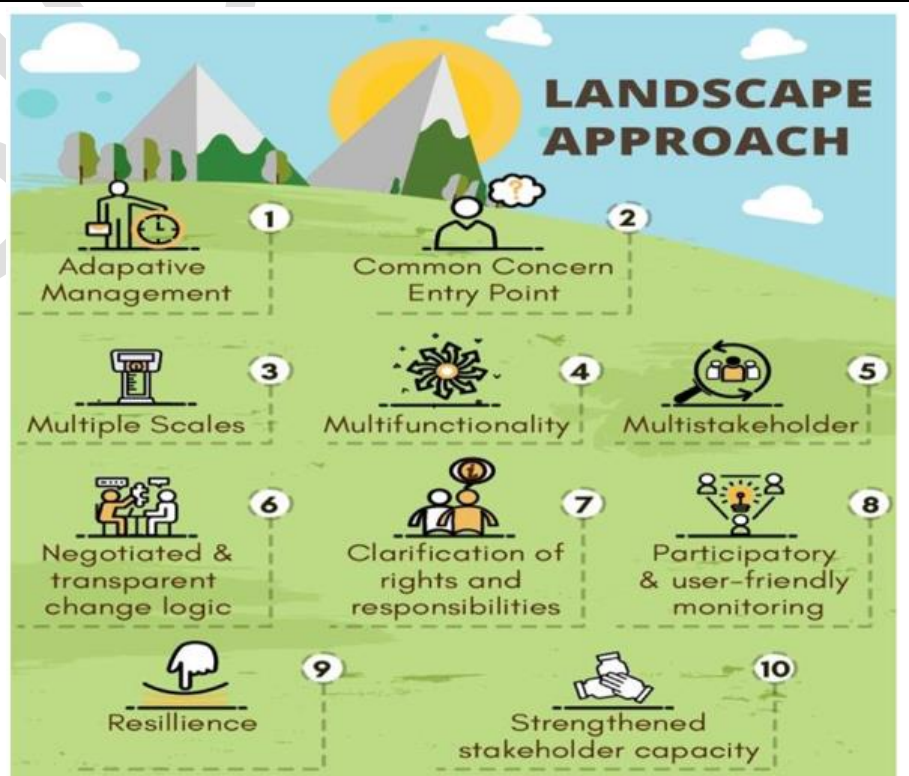 LANDSCAPE
APPROACH
1
Adapative
Management
2
Common Concern
Entry Point
3
Multiple Scales
4
Multifunctionality
5
Multistakeholder
6
Negotiated &
transparent
change logic
7
Clarification of
rights and
responsibilities
8
Participatory
& user-friendly
monitoring
9
Resillience
10
Strengthened
stakeholder capacity